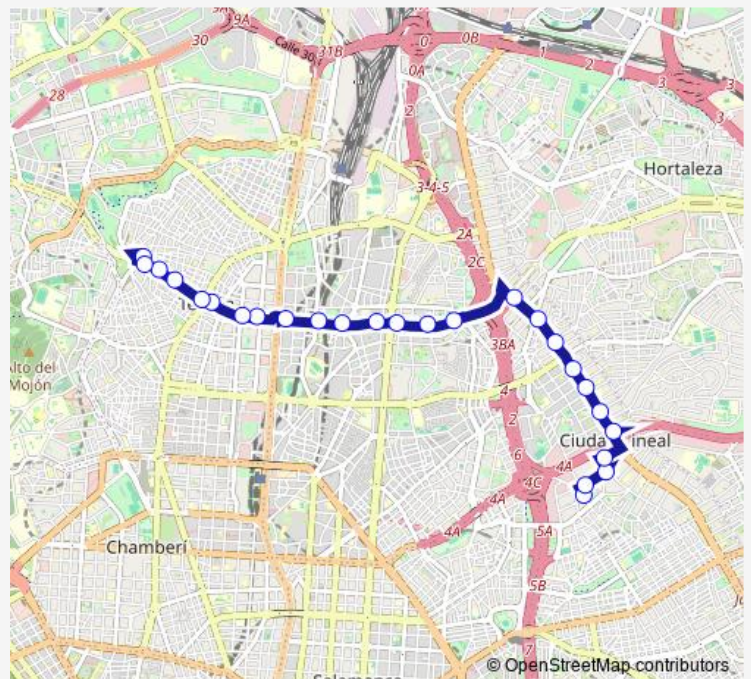 9A
30
Calle 30
31B
0
0B
1
2
3
3
3
28
0A
2
3-4-5
Hortaleza
2A
2C
lto del
Mojón
3BA
4
2
6
Ciuda
ineal
4A
4C
4A
4A
5A
Chamberí
5B
7
© OpenStreetMap contributors